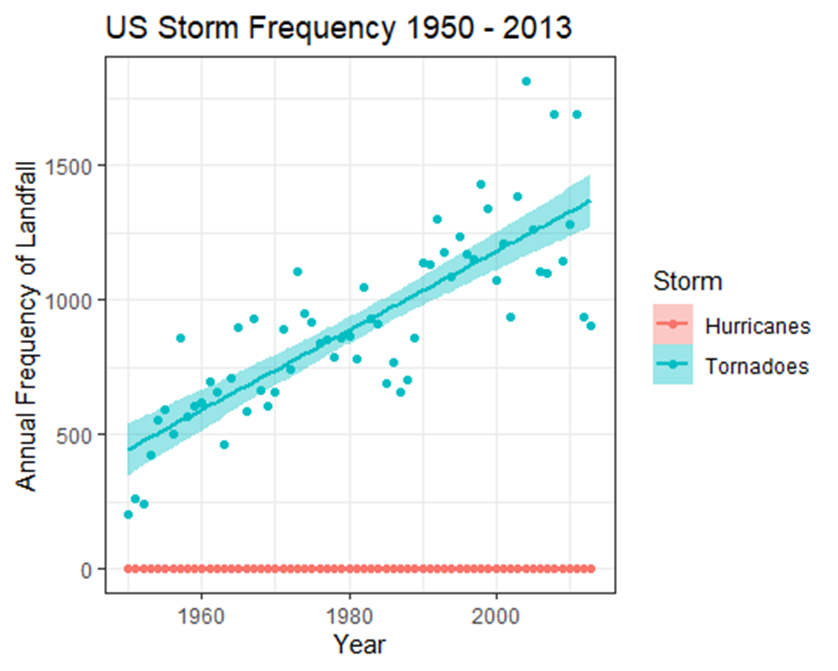 US Storm Frequency 1950 - 2013
Annual Frequency of Landfall
1500
1000
500
0
1960
1980
2000
Year
Storm
Hurricanes
Tornadoes